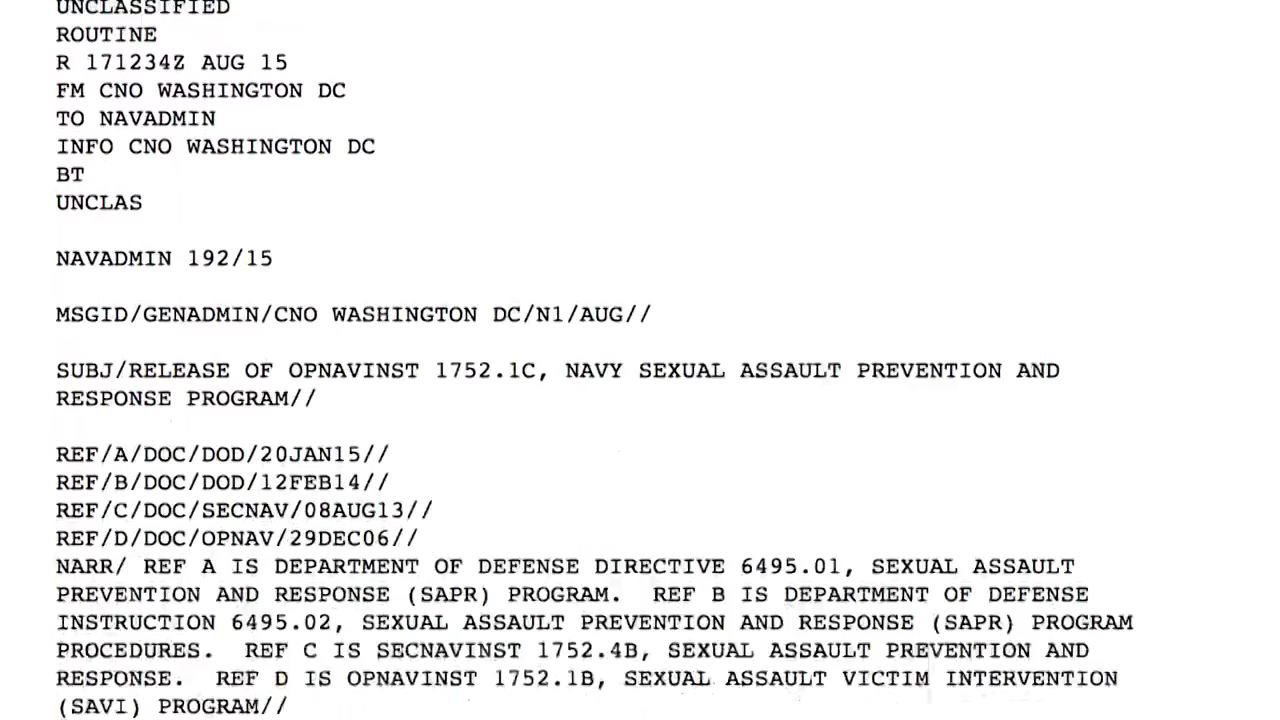 UNCLASSIFIED
ROUTINE
R 171234Z AUG 15
FM CNO WASHINGTON DC
TO NAVADMIN
INFO CNO WASHINGTON DC
BT
UNCLAS
NAVADMIN 192/15
MSGID/GENADMIN/CNO WASHINGTON DC/N1/AUG//
SUBJ/RELEASE OF OPNAVINST 1752.1C, NAVY SEXUAL ASSAULT PREVENTION AND
RESPONSE PROGRAM//
REF/A/DOC/DOD/20JAN15//
REF/B/DOC/DOD/12FEB14//
REF/C/DOC/SECNAV/08AUG13//
REF/D/DOC/OPNAV/29DEC06//
NARR/ REF A IS DEPARTMENT OF DEFENSE DIRECTIVE 6495.01, SEXUAL ASSAULT
PREVENTION AND RESPONSE (SAPR) PROGRAM.  REF B IS DEPARTMENT OF DEFENSE
INSTRUCTION 6495.02, SEXUAL ASSAULT PREVENTION AND RESPONSE (SAPR) PROGRAM
PROCEDURES.  REF C IS SECNAVINST 1752.4B, SEXUAL ASSAULT PREVENTION AND
RESPONSE.  REF D IS OPNAVINST 1752.1B, SEXUAL ASSAULT VICTIM INTERVENTION
(SAVI) PROGRAM//